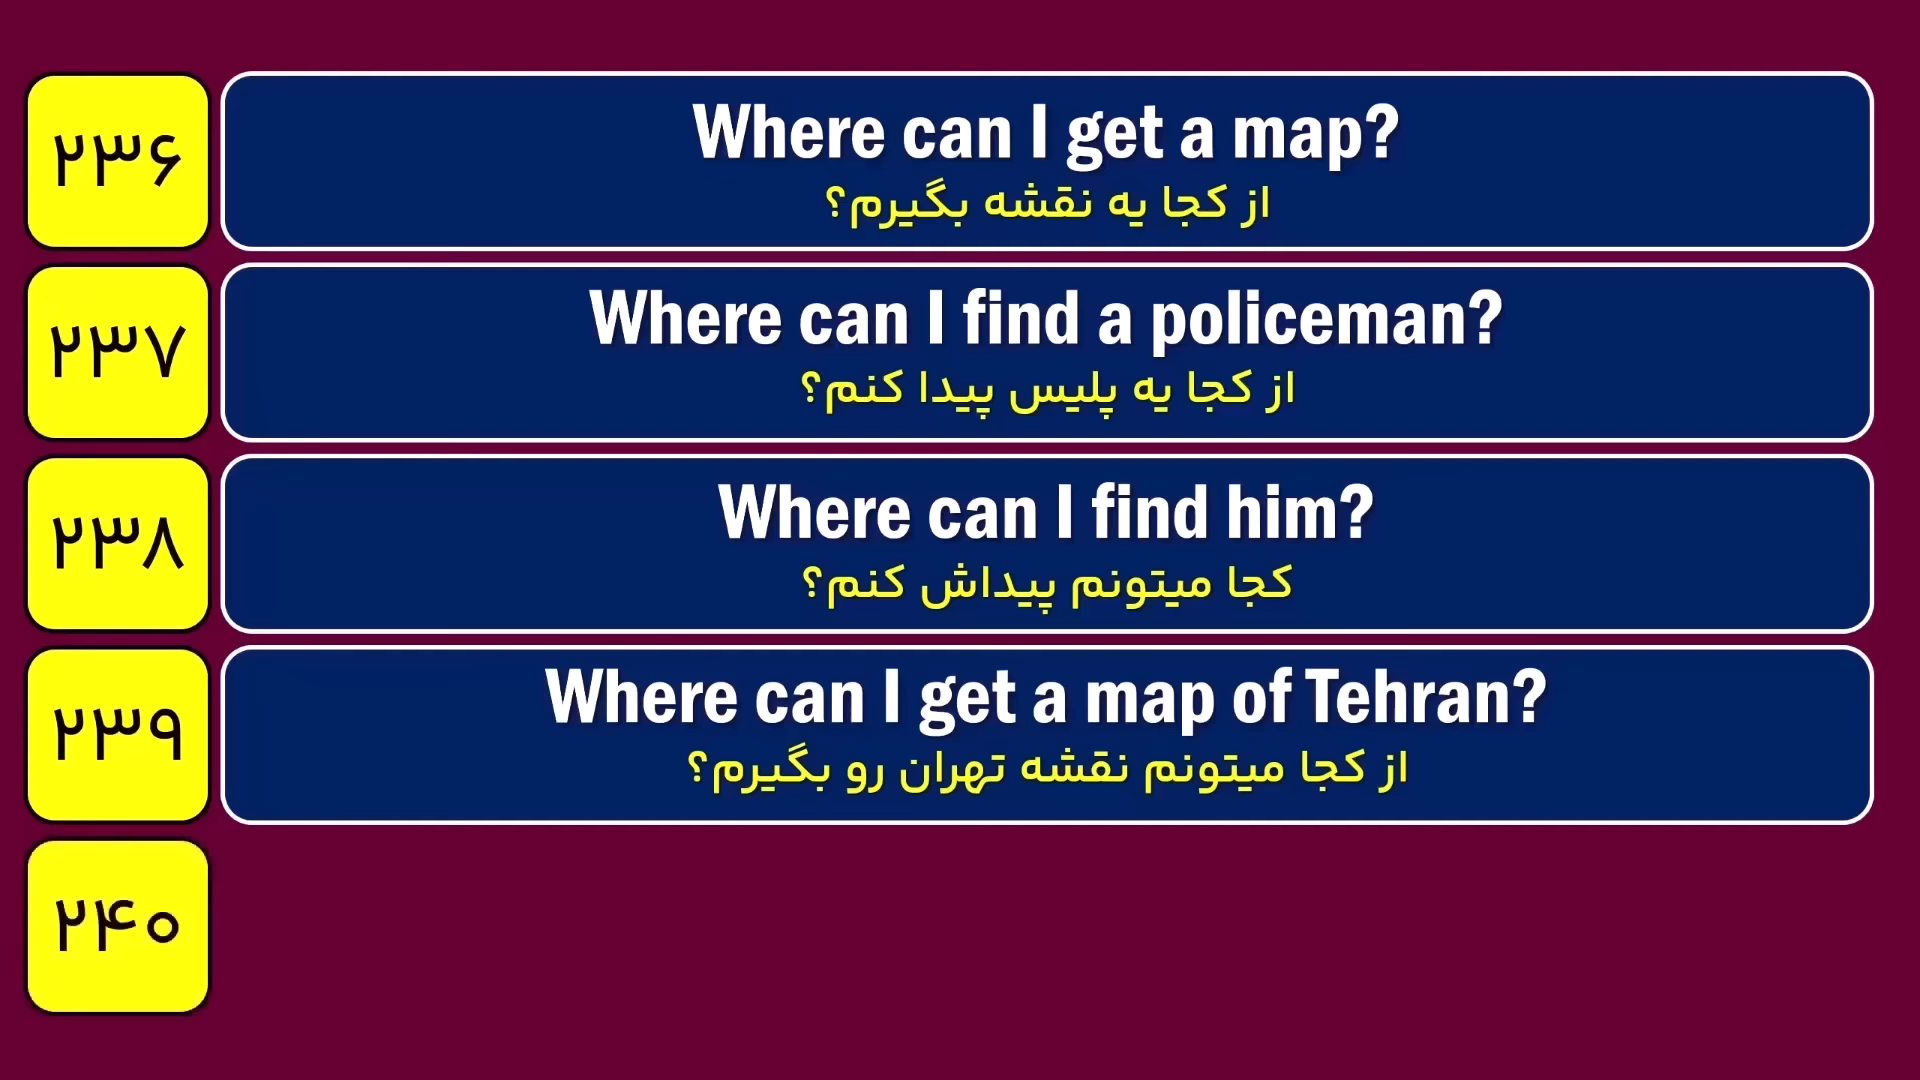 ۲۳۶
Where can I get a map?
از کجا یه نقشه بگیرم؟
۲۳۷
Where can I find a policeman?
از کجا یه پلیس پیدا کنم؟
۲۳۸
Where can I find him?
کجا میتونم پیداش کنم؟
۲۳۹
Where can I get a map of Tehran?
از کجا میتونم نقشه تهران رو بگیرم؟
۲۴۰